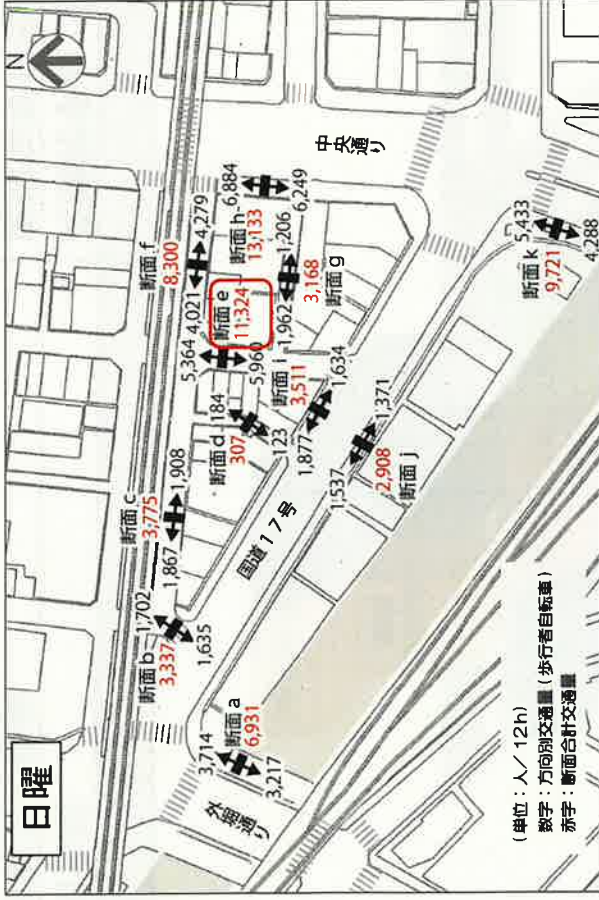 日曜
N
断面 f
8,300
4,021
4,279
断面 c
3,775
1,867
1,908
断面 b
3,337
1,702
1,635
断面 a
6,931
3,714
3,217
外堀通り
断面 d
307
184
123
断面 e
11,324
5,364
5,960
断面 h
13,133
6,884
6,249
中央通り
断面 g
3,168
1,962
1,206
断面 i
3,511
1,877
1,634
国道17号
断面 j
2,908
1,537
1,371
断面 k
9,721
5,433
4,288
(単位：人／12h)
数字：方向別交通量(歩行者自転車)
赤字：断面合計交通量